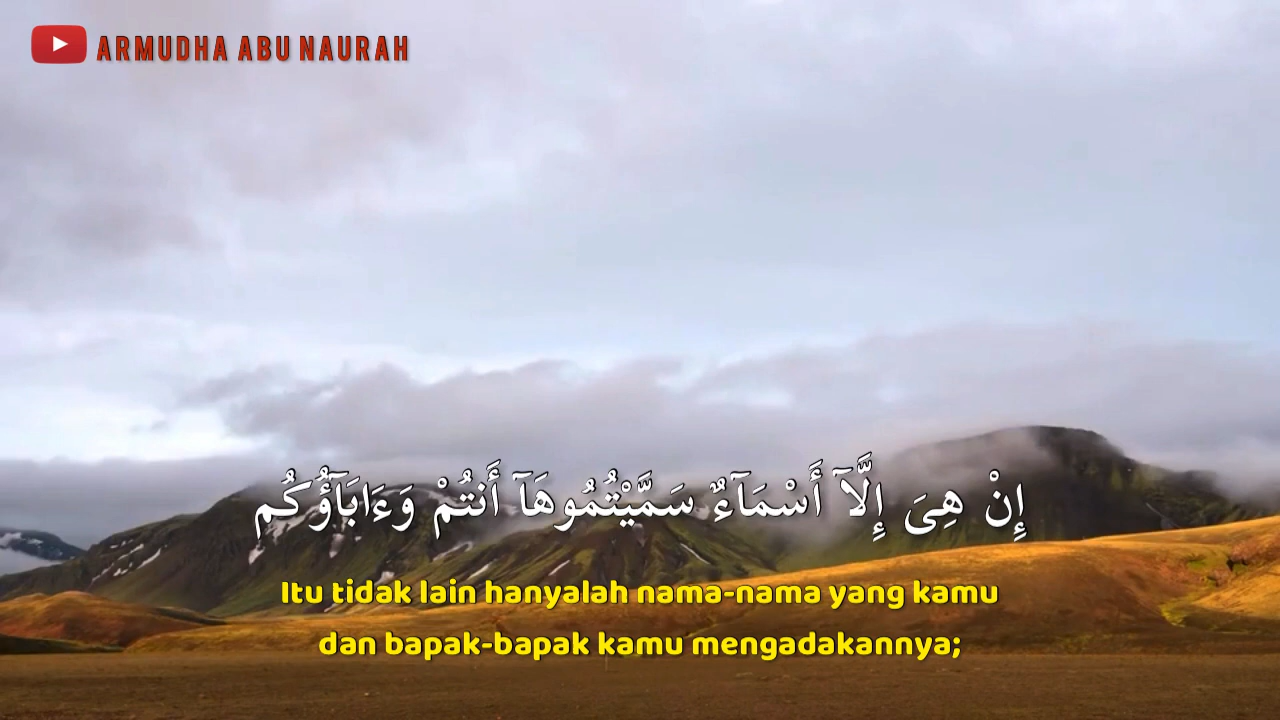 ARMUDHA ABU NAURAH
إِنْ هِىَ إِلَّآ أَسْمَآءٌ سَمَّيْتُمُوهَآ أَنتُمْ وَءَابَآؤُكُم
Itu tidak lain hanyalah nama-nama yang kamu
dan bapak-bapak kamu mengadakannya;